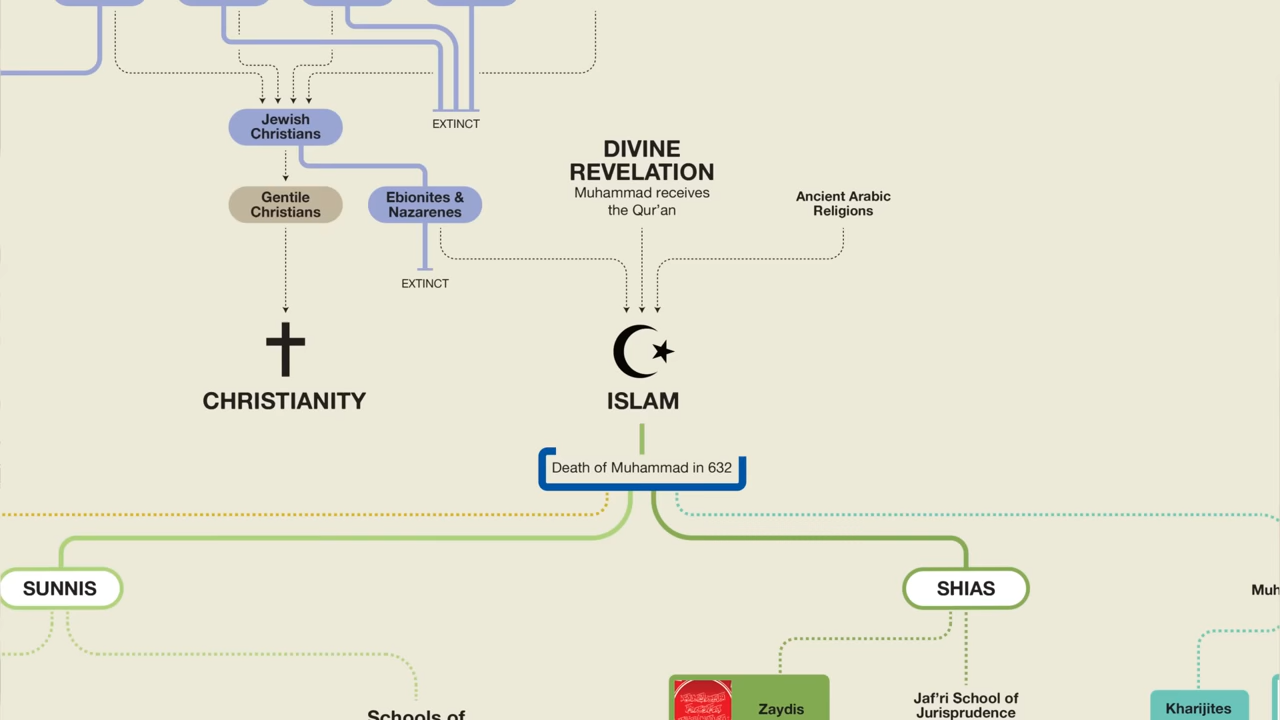 Jewish
Christians
EXTINCT
DIVINE
REVELATION
Muhammad receives
the Qur'an
Gentile
Christians
Ebionites &
Nazarenes
Ancient Arabic
Religions
EXTINCT
CHRISTIANITY
ISLAM
Death of Muhammad in 632
SUNNIS
SHIAS
Muh
Schools of
Zaydis
Jaf'ri School of
Jurisprudence
Kharijites